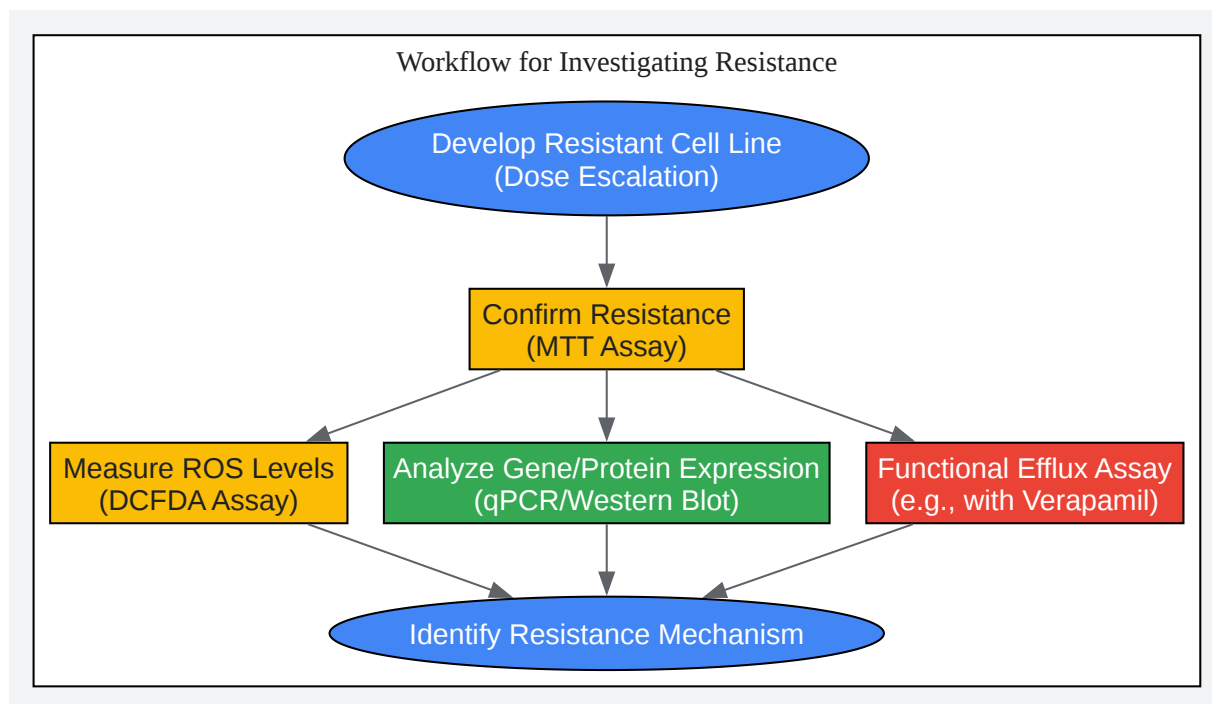 Workflow for Investigating Resistance
Develop Resistant Cell Line
(Dose Escalation)
Confirm Resistance
(MTT Assay)
Measure ROS Levels
(DCFDA Assay)
Analyze Gene/Protein Expression
(qPCR/Western Blot)
Functional Efflux Assay
(e.g., with Verapamil)
Identify Resistance Mechanism